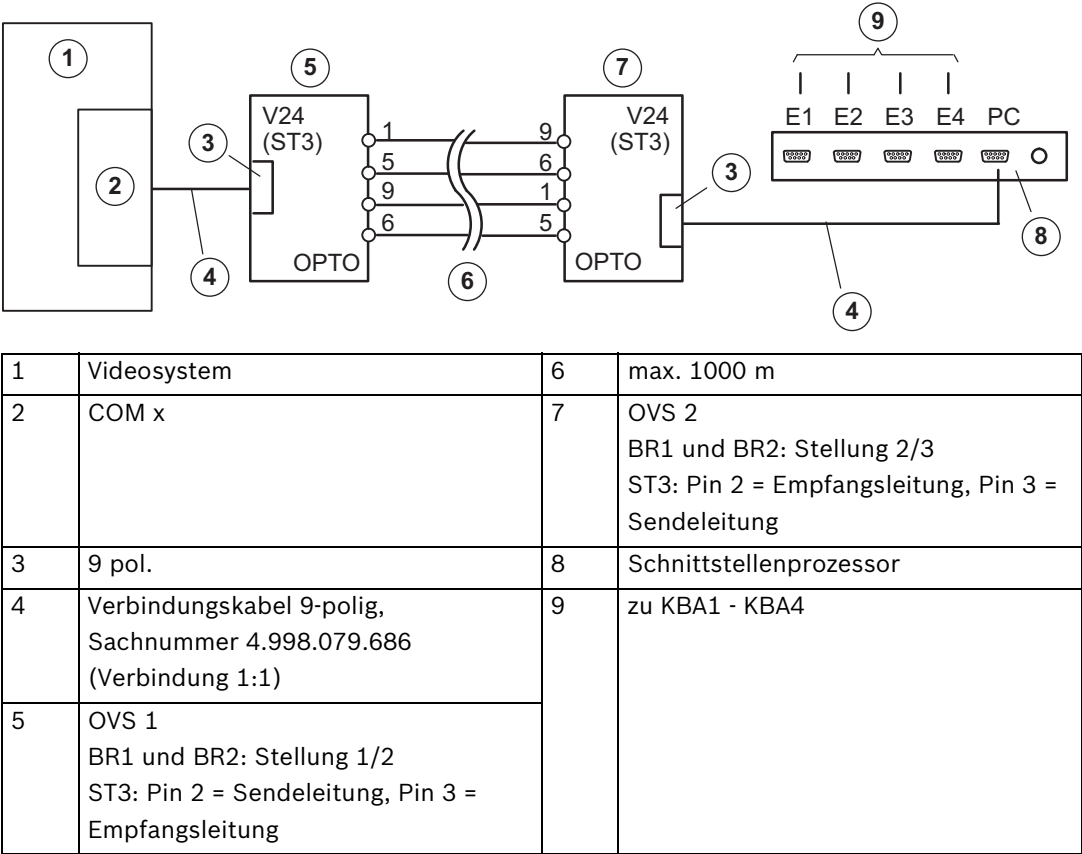 9
1
5
7
V24
(ST3)
V24
(ST3)
E1 E2 E3 E4 PC
3
1
9
2
5
6
3
9
1
6
5
8
OPTO
OPTO
4
6
4
1 Videosystem 6 max. 1000 m
2 COM x 7 OVS 2
BR1 und BR2: Stellung 2/3
ST3: Pin 2 = Empfangsleitung, Pin 3 =
Sendeleitung
3 9 pol. 8 Schnittstellenprozessor
4 Verbindungskabel 9-polig, 9 zu KBA1 - KBA4
Sachnummer 4.998.079.686
(Verbindung 1:1)
5 OVS 1
BR1 und BR2: Stellung 1/2
ST3: Pin 2 = Sendeleitung, Pin 3 =
Empfangsleitung